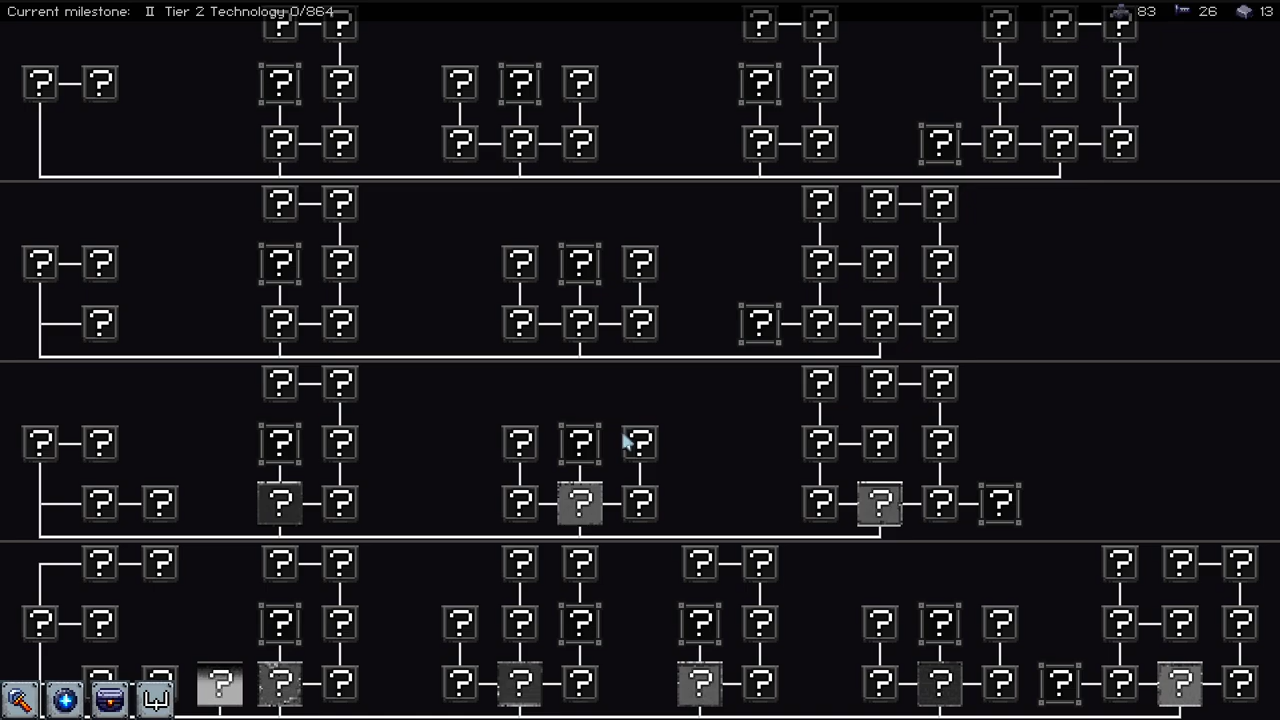 Current milestone: II Tier 2 Technology 0/864 83 26 13
? ? ? ? ? ?
? ? ? ? ? ? ? ? ? ? ? ? ?? ? ? ? ? ? ? ? ? ? ?
? ? ? ? ?
? ? ? ? ? ? ? ? ? ?
? ? ? ? ? ? ? ? ? ?
? ? ? ? ?
? ? ? ? ? ? ? ? ? ?
? ? ? ? ? ? ? ? ? ? ? ?
? ? ? ? ? ? ? ? ? ? ?
? ? ? ? ? ? ? ? ? ? ? ? ? ? ?
? ? ? ? ? ? ? ? ? ? ? ? ? ? ? ? ? ?